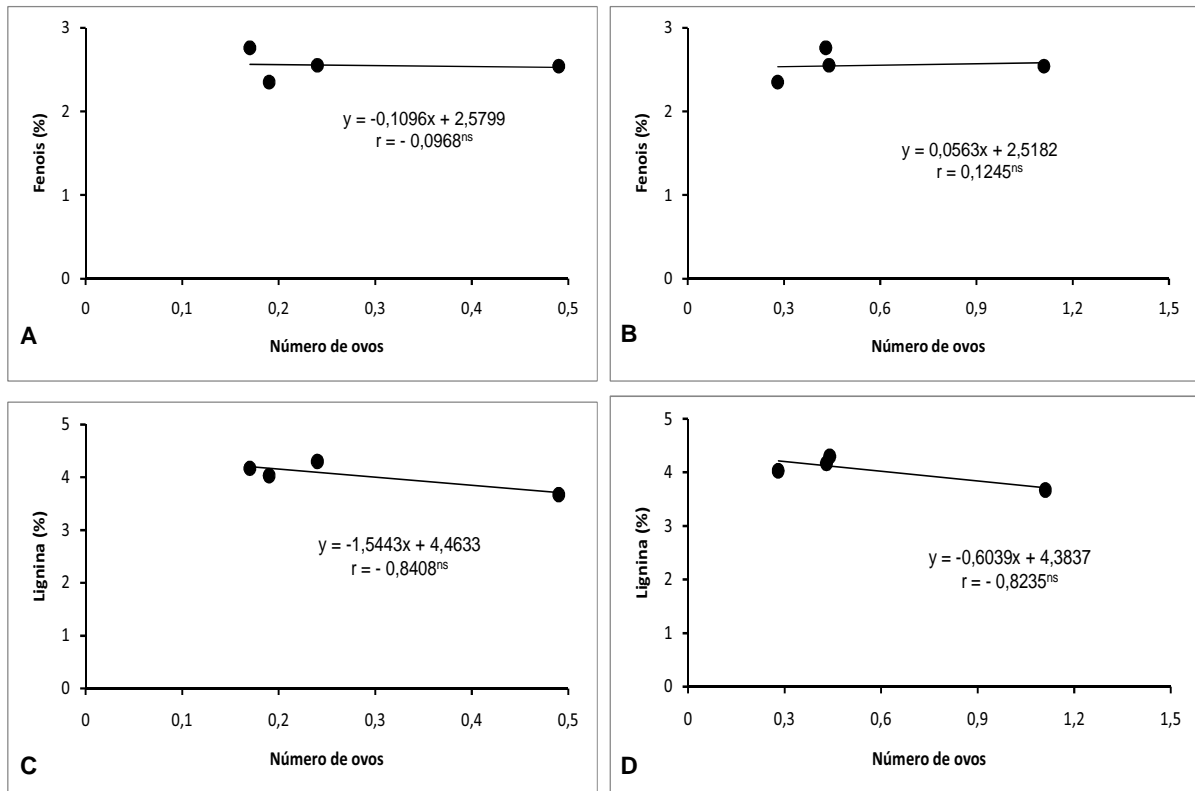 3
2
1
0
Fenois (%)
y = -0,1096x + 2,5799
r = - 0,0968ns
0 0,1 0,2 0,3 0,4 0,5
Número de ovos
A
3
2
1
0
Fenois (%)
y = 0,0563x + 2,5182
r = 0,1245ns
0 0,3 0,6 0,9 1,2 1,5
Número de ovos
B
5
4
3
2
1
0
Lignina (%)
y = -1,5443x + 4,4633
r = - 0,8408ns
0 0,1 0,2 0,3 0,4 0,5
Número de ovos
C
5
4
3
2
1
0
Lignina (%)
y = -0,6039x + 4,3837
r = - 0,8235ns
0 0,3 0,6 0,9 1,2 1,5
Número de ovos
D